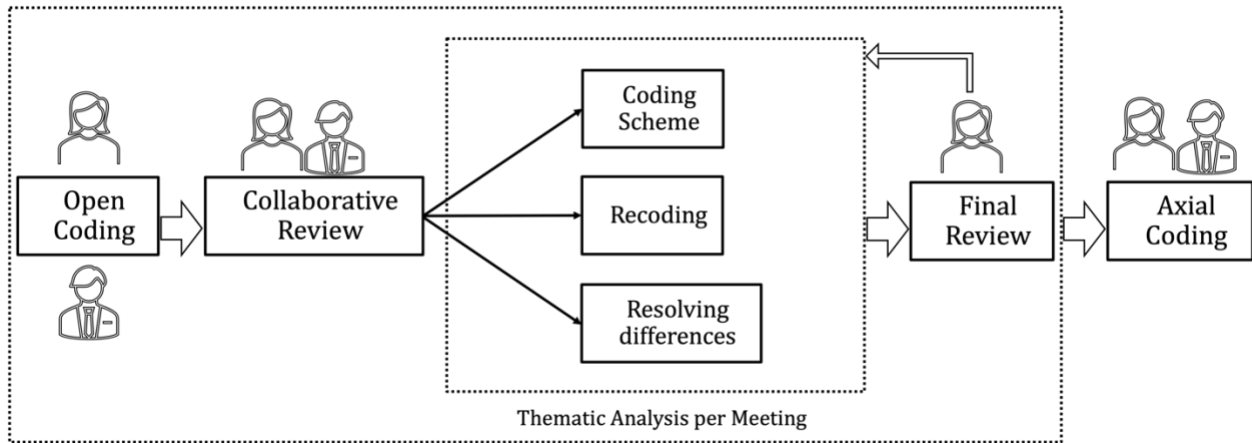 Open
Coding
Collaborative
Review
Coding
Scheme
Recoding
Resolving
differences
Final
Review
Axial
Coding
Thematic Analysis per Meeting